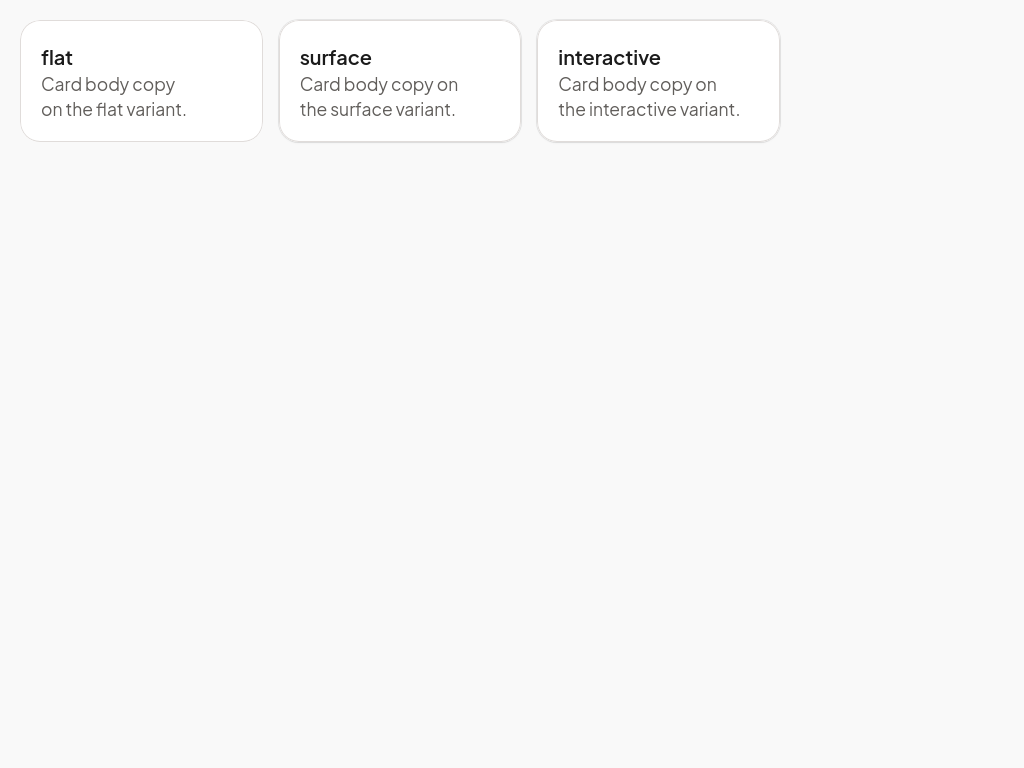 flat
Card body copy
on the flat variant.
surface
Card body copy on
the surface variant.
interactive
Card body copy on
the interactive variant.